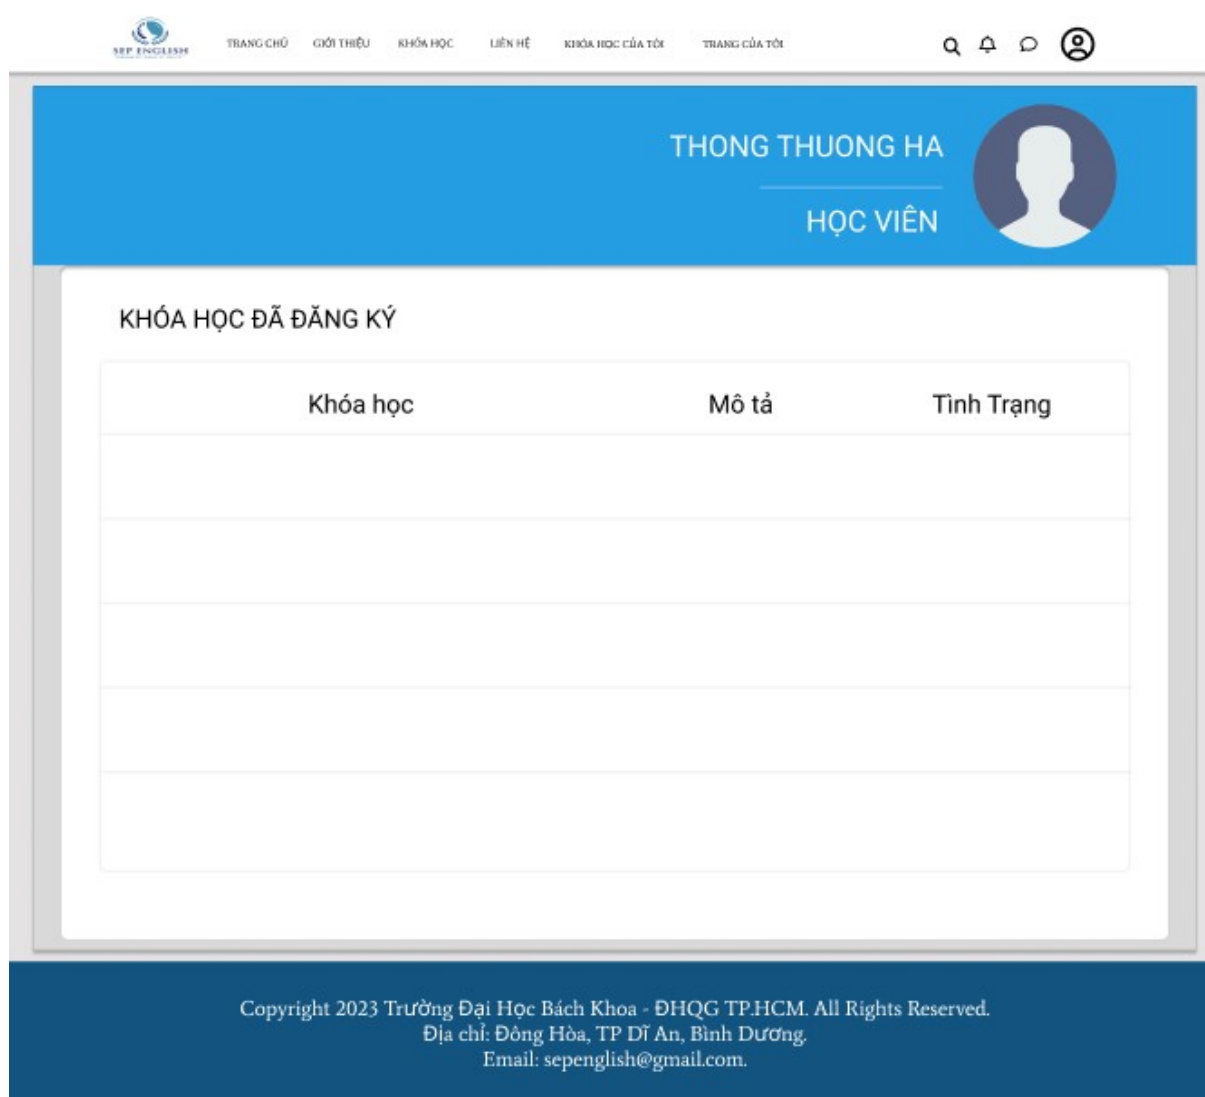 SEP ENGLISH
TRANG CHỦ GIỚI THIỆU KHÓA HỌC LIÊN HỆ KHÓA HỌC CỦA TÔI TRANG CỦA TÔI
THONG THUONG HA
HỌC VIÊN
KHÓA HỌC ĐÃ ĐĂNG KÝ
Khóa học Mô tả Tình Trạng
Copyright 2023 Trường Đại Học Bách Khoa - ĐHQG TP.HCM. All Rights Reserved.
Địa chỉ: Đông Hòa, TP Dĩ An, Bình Dương.
Email: sepenglish@gmail.com.